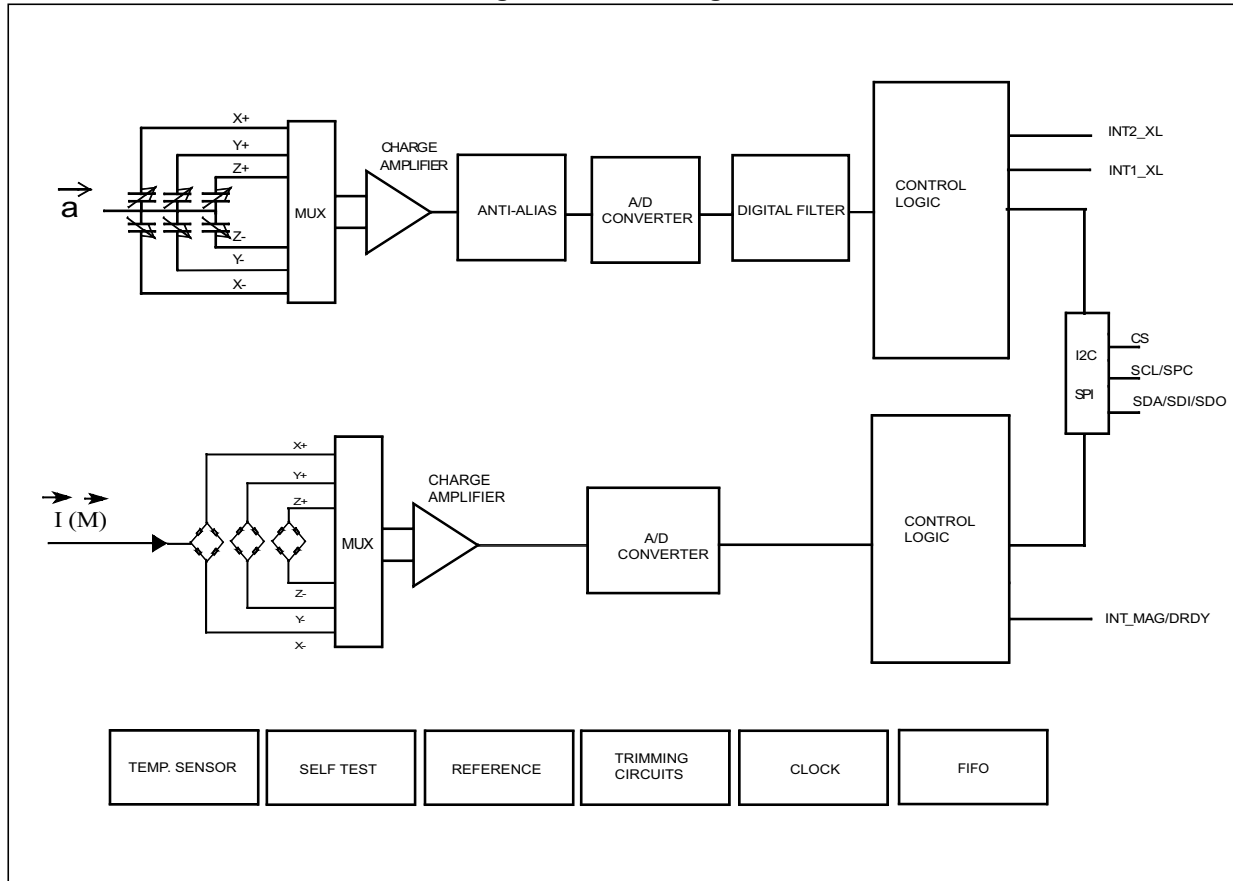 X+
Y+
Z+
a
Z-
Y-
X-
MUX
CHARGE
AMPLIFIER
ANTI-ALIAS
A/D
CONVERTER
DIGITAL FILTER
CONTROL
LOGIC
INT2_XL
INT1_XL
I2C
SPI
CS
SCL/SPC
SDA/SDI/SDO
X+
Y+
Z+
I (M)
Z-
Y-
X-
MUX
CHARGE
AMPLIFIER
A/D
CONVERTER
CONTROL
LOGIC
INT_MAG/DRDY
TEMP. SENSOR
SELF TEST
REFERENCE
TRIMMING
CIRCUITS
CLOCK
FIFO